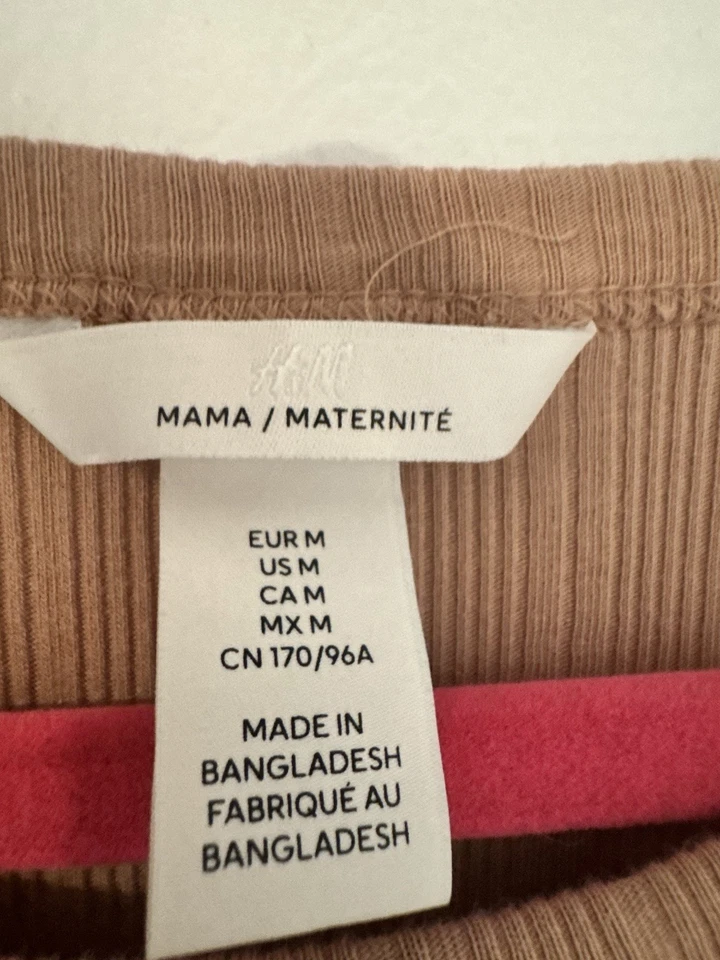 H&M
MAMA / MATERNITÉ
EUR M
US M
CA M
MX M
CN 170/96A
MADE IN
BANGLADESH
FABRIQUÉ AU
BANGLADESH